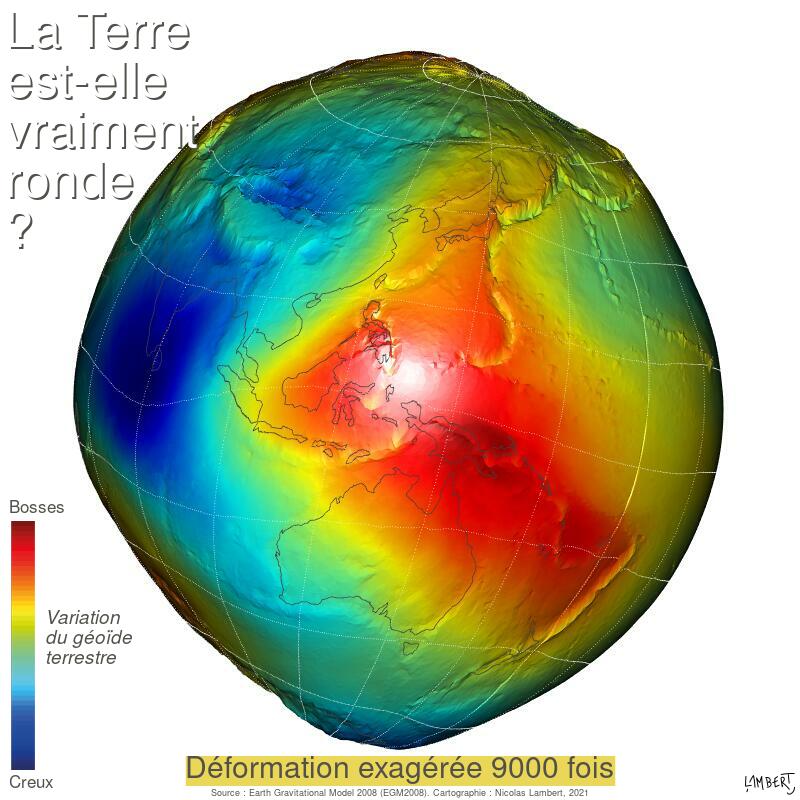 La Terre
est-elle
vraiment
ronde
?
Bosses
Variation
du géoïde
terrestre
Creux
Déformation exagérée 9000 fois
Source : Earth Gravitational Model 2008 (EGM2008). Cartographie : Nicolas Lambert, 2021
LAMBERT